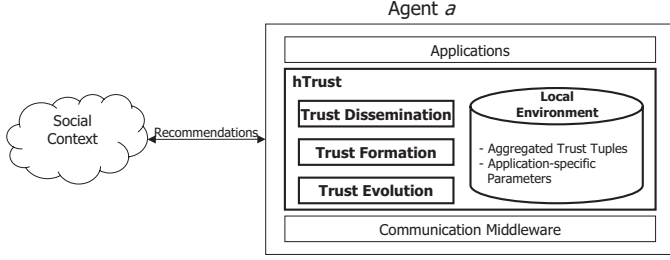 Agent a
Applications
hTrust
Trust Dissemination
Trust Formation
Trust Evolution
Local
Environment
- Aggregated Trust Tuples
- Application-specific
Parameters
Communication Middleware
Social
Context
Recommendations